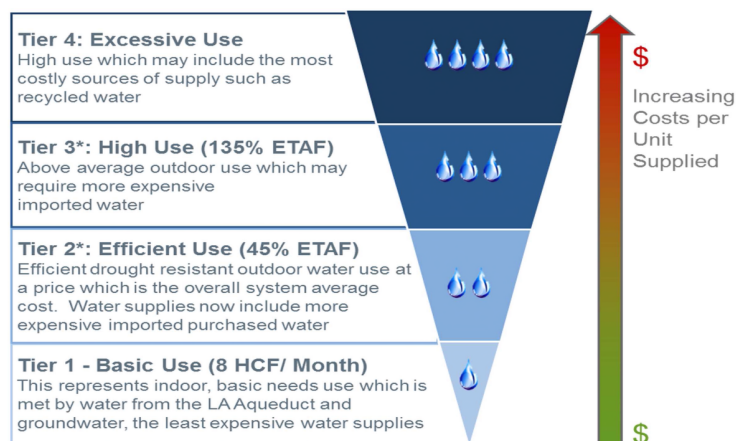 Tier 4: Excessive Use
High use which may include the most
costly sources of supply such as
recycled water
$
Increasing
Costs per
Unit
Supplied
Tier 3*: High Use (135% ETAF)
Above average outdoor use which may
require more expensive
imported water
Tier 2*: Efficient Use (45% ETAF)
Efficient drought resistant outdoor water use at
a price which is the overall system average
cost. Water supplies now include more
expensive imported purchased water
Tier 1 - Basic Use (8 HCF/ Month)
This represents indoor, basic needs use which is
met by water from the LA Aqueduct and
groundwater, the least expensive water supplies
$